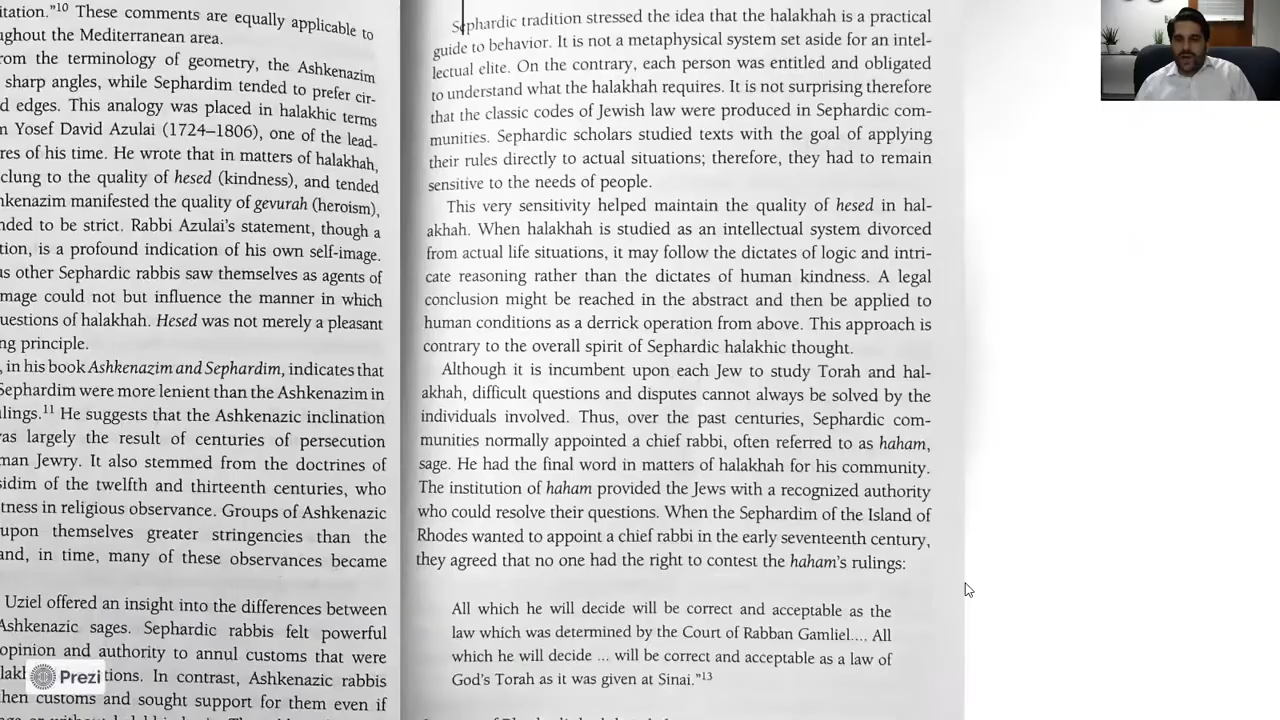 itation."10 These comments are equally applicable to
ughout the Mediterranean area.
rom the terminology of geometry, the Ashkenazim
sharp angles, while Sephardim tended to prefer cir-
d edges. This analogy was placed in halakhic terms
n Yosef David Azulai (1724–1806), one of the lead-
res of his time. He wrote that in matters of halakhah,
clung to the quality of hesed (kindness), and tended
hkenazim manifested the quality of gevurah (heroism),
nded to be strict. Rabbi Azulai's statement, though a
tion, is a profound indication of his own self-image.
us other Sephardic rabbis saw themselves as agents of
mage could not but influence the manner in which
uestions of halakhah. Hesed was not merely a pleasant
ng principle.
, in his book Ashkenazim and Sephardim, indicates that
Sephardim were more lenient than the Ashkenazim in
lings.11 He suggests that the Ashkenazic inclination
as largely the result of centuries of persecution
man Jewry. It also stemmed from the doctrines of
sidim of the twelfth and thirteenth centuries, who
tness in religious observance. Groups of Ashkenazic
upon themselves greater stringencies than the
and, in time, many of these observances became
Uziel offered an insight into the differences between
Ashkenazic sages. Sephardic rabbis felt powerful
opinion and authority to annul customs that were
lakh tions. In contrast, Ashkenazic rabbis
hen customs and sought support for them even if
Prezi
Sephardic tradition stressed the idea that the halakhah is a practical
guide to behavior. It is not a metaphysical system set aside for an intel-
lectual elite. On the contrary, each person was entitled and obligated
to understand what the halakhah requires. It is not surprising therefore
that the classic codes of Jewish law were produced in Sephardic com-
munities. Sephardic scholars studied texts with the goal of applying
their rules directly to actual situations; therefore, they had to remain
sensitive to the needs of people.
This very sensitivity helped maintain the quality of hesed in hal-
akhah. When halakhah is studied as an intellectual system divorced
from actual life situations, it may follow the dictates of logic and intri-
cate reasoning rather than the dictates of human kindness. A legal
conclusion might be reached in the abstract and then be applied to
human conditions as a derrick operation from above. This approach is
contrary to the overall spirit of Sephardic halakhic thought.
Although it is incumbent upon each Jew to study Torah and hal-
akhah, difficult questions and disputes cannot always be solved by the
individuals involved. Thus, over the past centuries, Sephardic com-
munities normally appointed a chief rabbi, often referred to as haham,
sage. He had the final word in matters of halakhah for his community.
The institution of haham provided the Jews with a recognized authority
who could resolve their questions. When the Sephardim of the Island of
Rhodes wanted to appoint a chief rabbi in the early seventeenth century,
they agreed that no one had the right to contest the haham's rulings:
All which he will decide will be correct and acceptable as the
law which was determined by the Court of Rabban Gamliel.... All
which he will decide ... will be correct and acceptable as a law of
God's Torah as it was given at Sinai."13